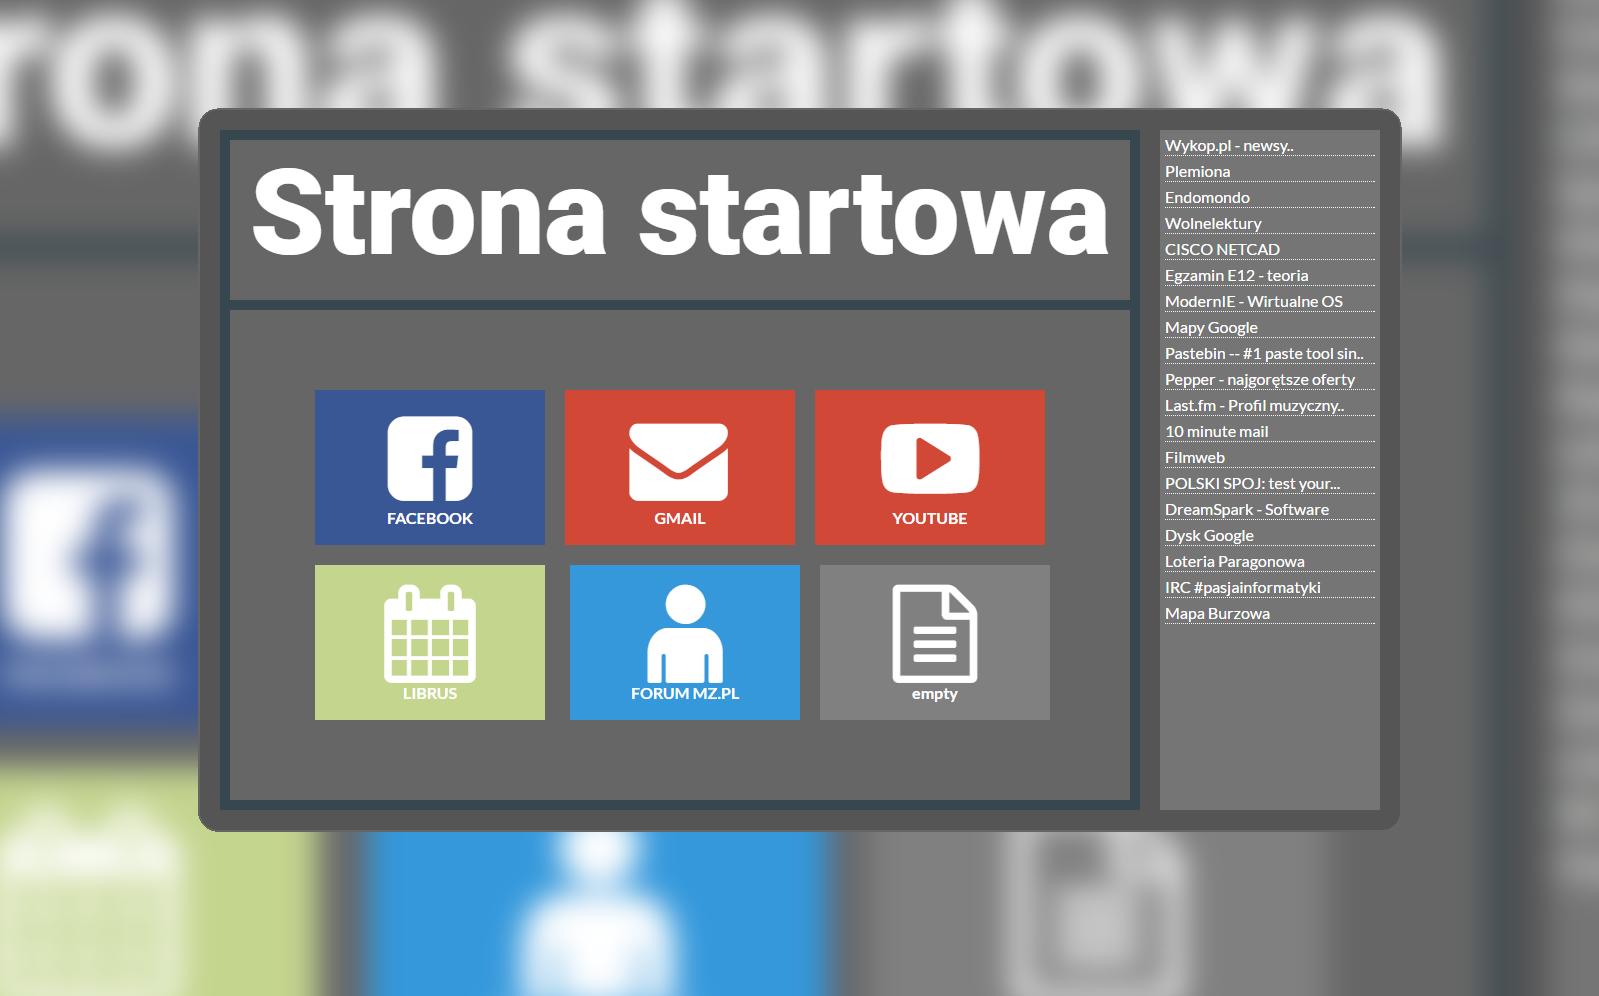 Strona startowa
FACEBOOK
GMAIL
YOUTUBE
LIBRUS
FORUM MZ.PL
empty
Wykop.pl - newsy..
Plemiona
Endomondo
Wolnelektury
CISCO NETCAD
Egzamin E12 - teoria
ModernIE - Wirtualne OS
Mapy Google
Pastebin -- #1 paste tool sin..
Pepper - najgorętsze oferty
Last.fm - Profil muzyczny..
10 minute mail
Filmweb
POLSKI SPOJ: test your...
DreamSpark - Software
Dysk Google
Loteria Paragonowa
IRC #pasjainformatyki
Mapa Burzowa